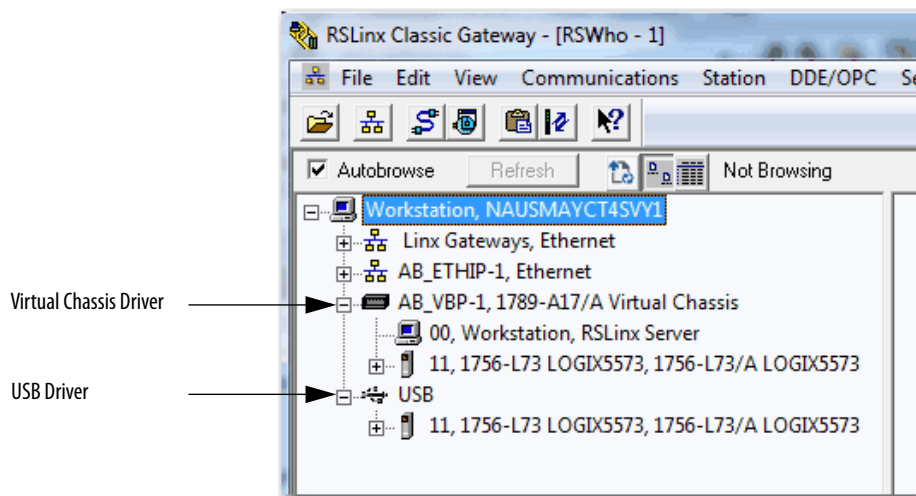 RSLinx Classic Gateway - [RSWho - 1]
File Edit View Communications Station DDE/OPC Se
Autobrowse Refresh Not Browsing
Workstation, NAUSMAYCT4SVY1
Linx Gateways, Ethernet
AB_ETHIP-1, Ethernet
Virtual Chassis Driver
AB_VBP-1, 1789-A17/A Virtual Chassis
00, Workstation, RSLinx Server
11, 1756-L73 LOGIX5573, 1756-L73/A LOGIX5573
USB Driver
USB
11, 1756-L73 LOGIX5573, 1756-L73/A LOGIX5573